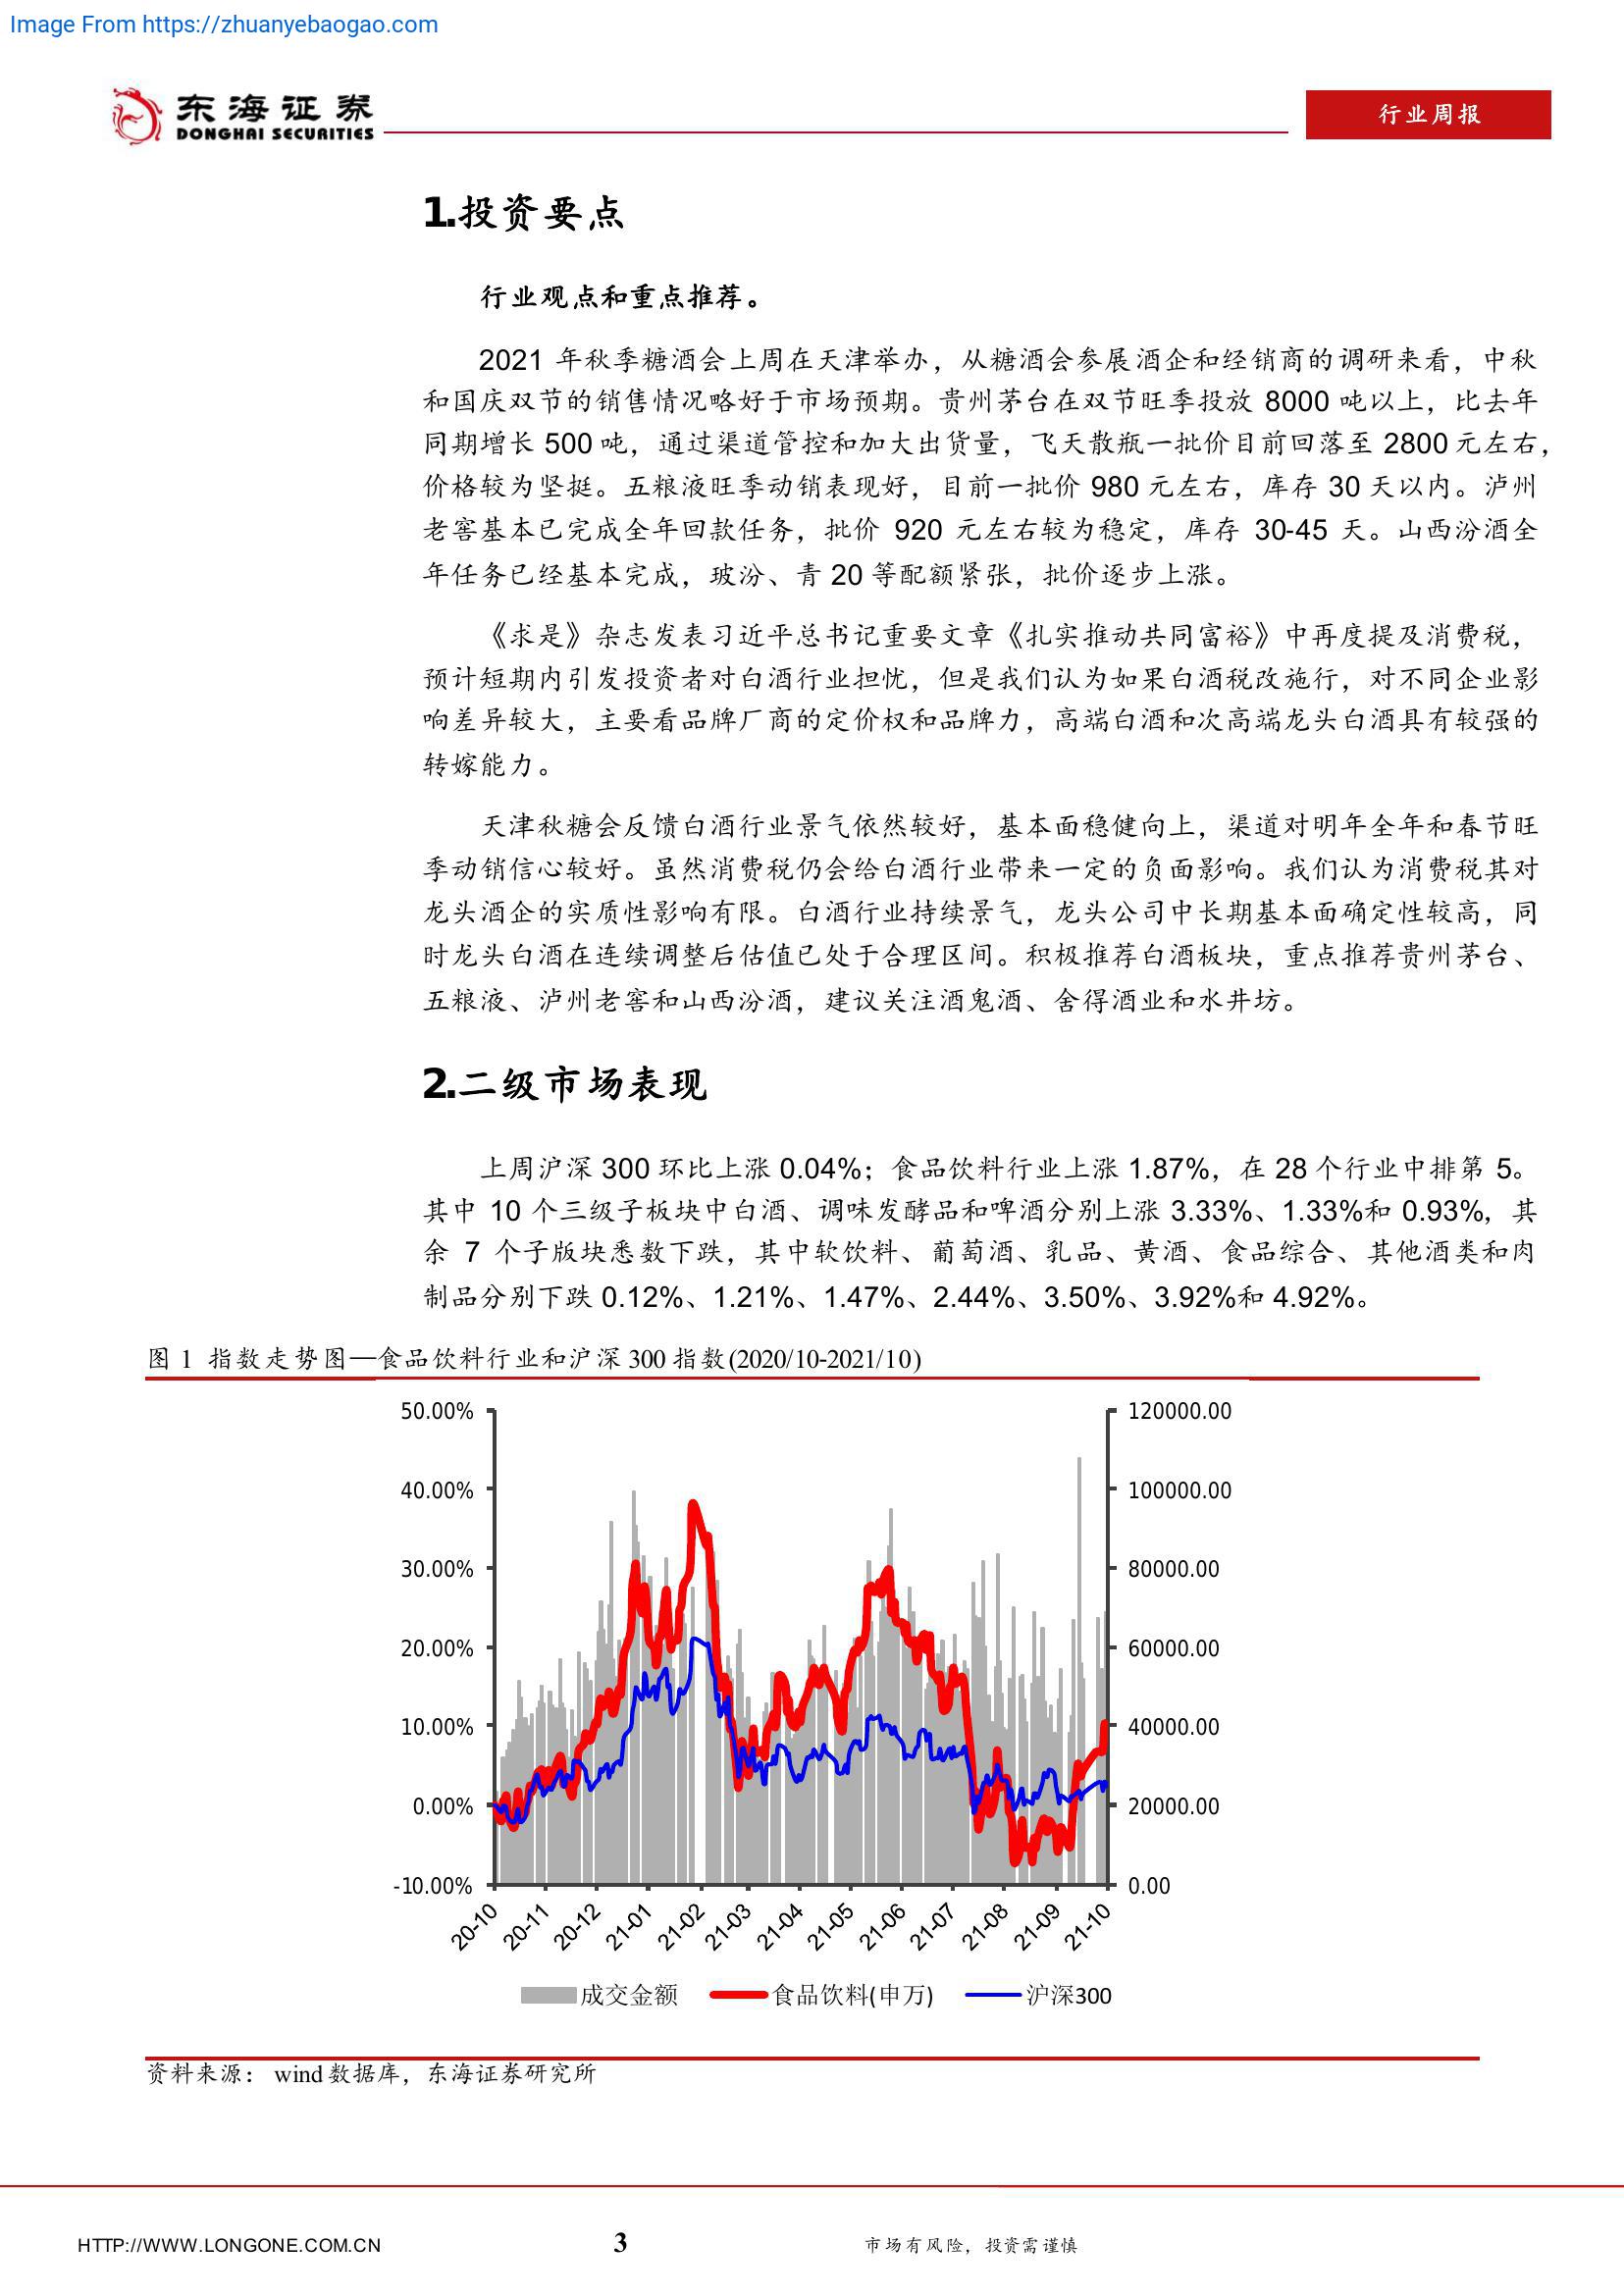 Image From https://zhuanyebaogao.com
东海证券
DONGHAI SECURITIES
行业周报
1.投资要点
行业观点和重点推荐。
2021 年秋季糖酒会上周在天津举办，从糖酒会参展酒企和经销商的调研来看，中秋
和国庆双节的销售情况略好于市场预期。贵州茅台在双节旺季投放 8000 吨以上，比去年
同期增长 500 吨，通过渠道管控和加大出货量，飞天散瓶一批价目前回落至 2800 元左右，
价格较为坚挺。五粮液旺季动销表现好，目前一批价 980 元左右，库存 30 天以内。泸州
老窖基本已完成全年回款任务，批价 920 元左右较为稳定，库存 30-45 天。山西汾酒全
年任务已经基本完成，玻汾、青 20 等配额紧张，批价逐步上涨。
《求是》杂志发表习近平总书记重要文章《扎实推动共同富裕》中再度提及消费税，
预计短期内引发投资者对白酒行业担忧，但是我们认为如果白酒税改施行，对不同企业影
响差异较大，主要看品牌厂商的定价权和品牌力，高端白酒和次高端龙头白酒具有较强的
转嫁能力。
天津秋糖会反馈白酒行业景气依然较好，基本面稳健向上，渠道对明年全年和春节旺
季动销信心较好。虽然消费税仍会给白酒行业带来一定的负面影响。我们认为消费税其对
龙头酒企的实质性影响有限。白酒行业持续景气，龙头公司中长期基本面确定性较高，同
时龙头白酒在连续调整后估值已处于合理区间。积极推荐白酒板块，重点推荐贵州茅台、
五粮液、泸州老窖和山西汾酒，建议关注酒鬼酒、舍得酒业和水井坊。
2.二级市场表现
上周沪深 300 环比上涨 0.04%；食品饮料行业上涨 1.87%，在 28 个行业中排第 5。
其中 10 个三级子板块中白酒、调味发酵品和啤酒分别上涨 3.33%、1.33%和 0.93%，其
余 7 个子版块悉数下跌，其中软饮料、葡萄酒、乳品、黄酒、食品综合、其他酒类和肉
制品分别下跌 0.12%、1.21%、1.47%、2.44%、3.50%、3.92%和 4.92%。
图 1 指数走势图—食品饮料行业和沪深 300 指数(2020/10-2021/10)
50.00% 120000.00
40.00% 100000.00
30.00% 80000.00
20.00% 60000.00
10.00% 40000.00
0.00% 20000.00
-10.00% 0.00
20-10 20-11 20-12 21-01 21-02 21-03 21-04 21-05 21-06 21-07 21-08 21-09 21-10
成交金额 食品饮料(申万) 沪深300
资料来源：wind 数据库，东海证券研究所
HTTP://WWW.LONGONE.COM.CN 3 市场有风险，投资需谨慎